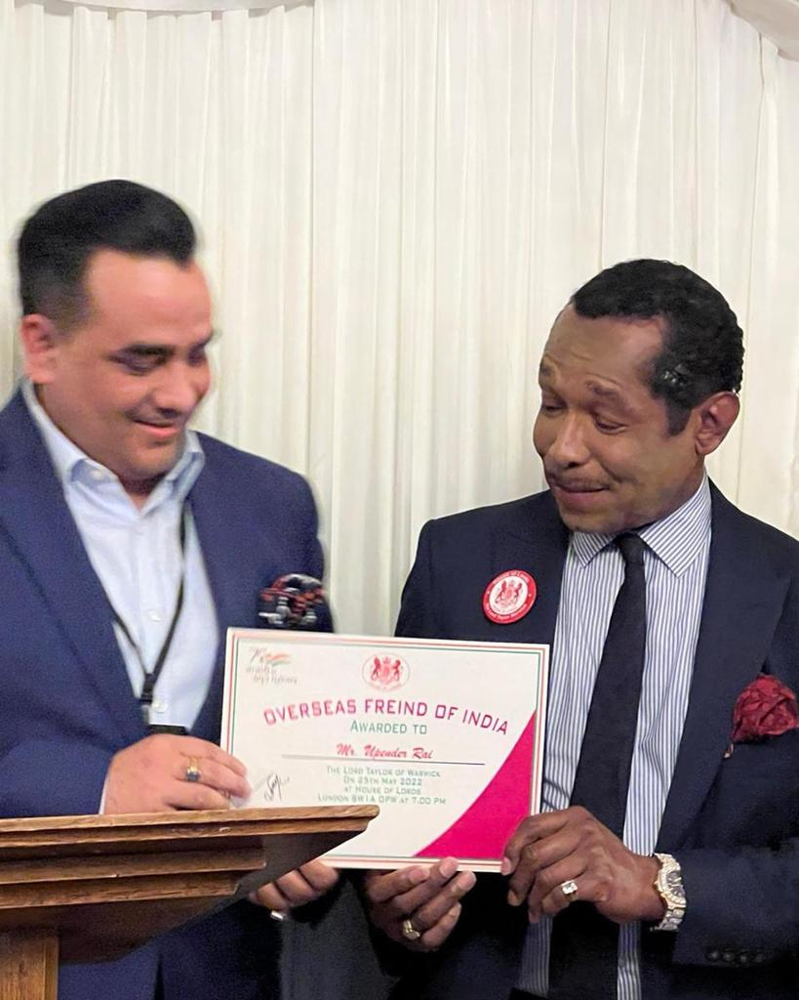 OVERSEAS FREIND OF INDIA
AWARDED TO
Mr. Upender Rai
THE LORD TAYLOR OF WARWICK
ON 25TH MAY 2022
AT HOUSE OF LORDS
LONDON SW1A 0PW AT 7.00 PM